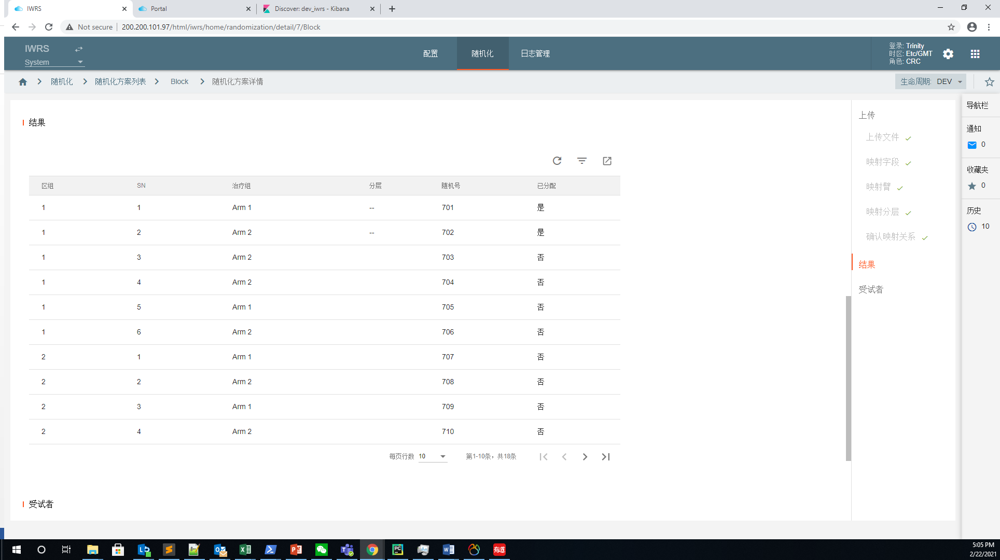 IWRS
Portal
Discover: dev_iwrs - Kibana
Not secure
200.200.101.97/html/iwrs/home/randomization/detail/7/Block
IWRS
System
配置
随机化
日志管理
登录: Trinity
时区: Etc/GMT
角色: CRC
随机化
随机化方案列表
Block
随机化方案详情
生命周期: DEV
结果
区组 SN 治疗组 分层 随机号 已分配
1 1 Arm 1 -- 701 是
1 2 Arm 2 -- 702 是
1 3 Arm 2 703 否
1 4 Arm 2 704 否
1 5 Arm 1 705 否
1 6 Arm 2 706 否
2 1 Arm 1 707 否
2 2 Arm 2 708 否
2 3 Arm 1 709 否
2 4 Arm 2 710 否
每页行数 10 第1-10条，共18条
受试者
上传
上传文件
映射字段
映射臂
映射分层
确认映射关系
结果
受试者
导航栏
通知
0
收藏夹
0
历史
10
5:05 PM
2/22/2021